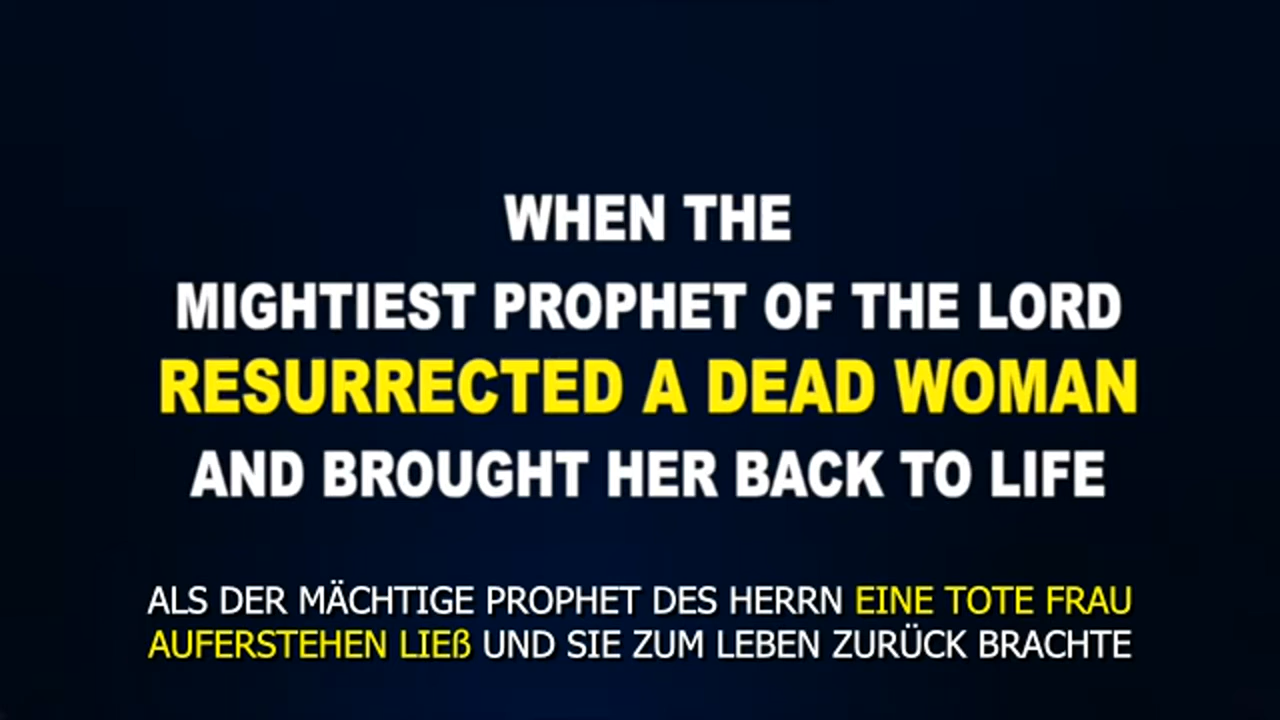 WHEN THE
MIGHTIEST PROPHET OF THE LORD
RESURRECTED A DEAD WOMAN
AND BROUGHT HER BACK TO LIFE
ALS DER MÄCHTIGE PROPHET DES HERRN EINE TOTE FRAU
AUFERSTEHEN LIEß UND SIE ZUM LEBEN ZURÜCK BRACHTE